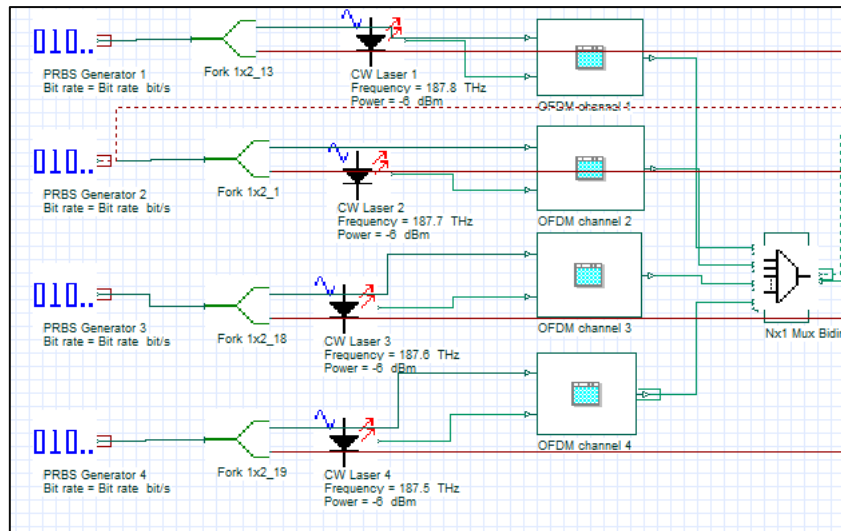 PRBS Generator 1
Bit rate = Bit rate bit/s
Fork 1x2_13
CW Laser 1
Frequency = 187.8 THz
Power = -6 dBm
OFDM channel 1
PRBS Generator 2
Bit rate = Bit rate bit/s
Fork 1x2_1
CW Laser 2
Frequency = 187.7 THz
Power = -6 dBm
OFDM channel 2
PRBS Generator 3
Bit rate = Bit rate bit/s
Fork 1x2_18
CW Laser 3
Frequency = 187.6 THz
Power = -6 dBm
OFDM channel 3
Nx1 Mux Bidir
PRBS Generator 4
Bit rate = Bit rate bit/s
Fork 1x2_19
CW Laser 4
Frequency = 187.5 THz
Power = -6 dBm
OFDM channel 4